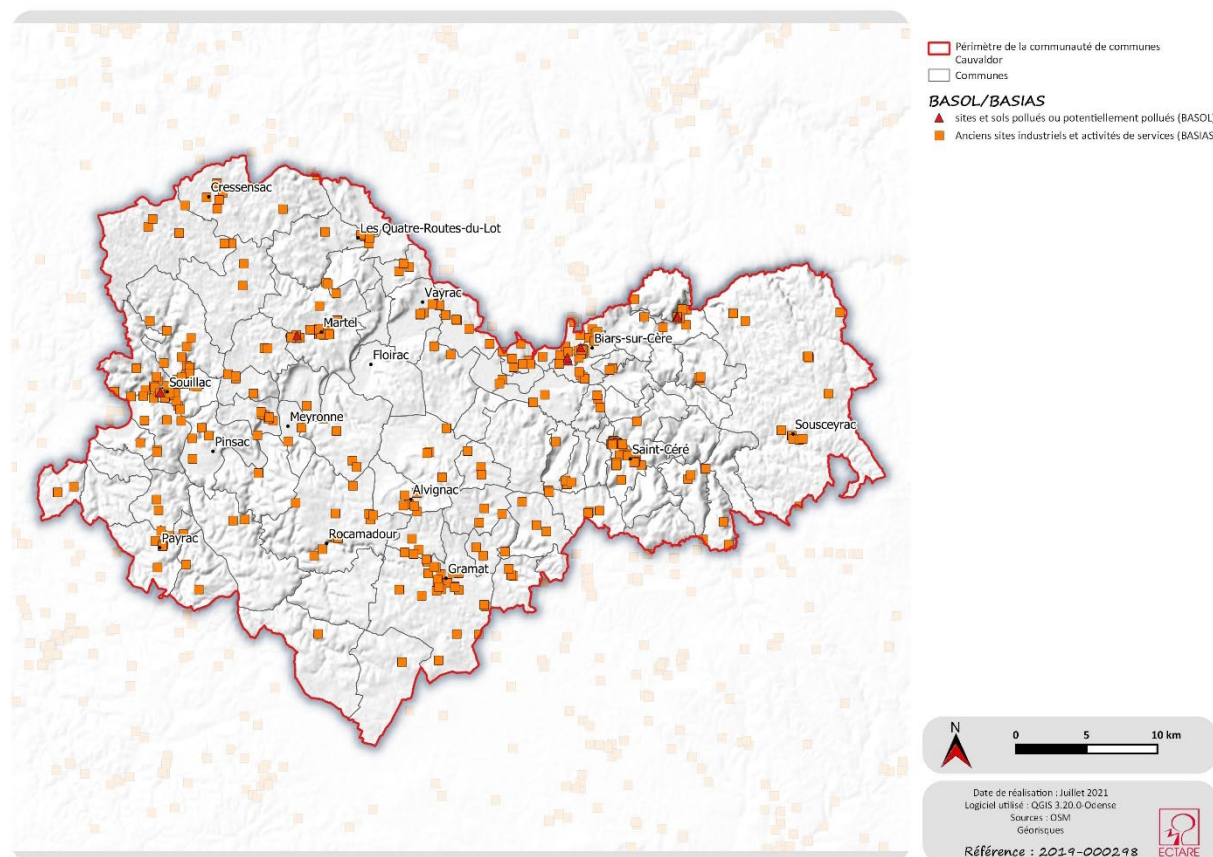 Périmètre de la communauté de communes
Cauvaldor
Communes
BASOL/BASIAS
sites et sols pollués ou potentiellement pollués (BASOL)
Anciens sites industriels et activités de services (BASIAS
Cressensac
Les Quatre-Routes-du-Lot
Vayrac
Martel
Biars-sur-Cère
Floirac
Souillac
Meyronne
Sousceyrac
Pinsac
Saint-Céré
Alvignac
Payrac
Rocamadour
Gramat
N
0 5 10 km
Date de réalisation : Juillet 2021
Logiciel utilisé : QGIS 3.20.0-Odense
Sources : OSM
Géorisques
Référence : 2019-000298
ECTARE